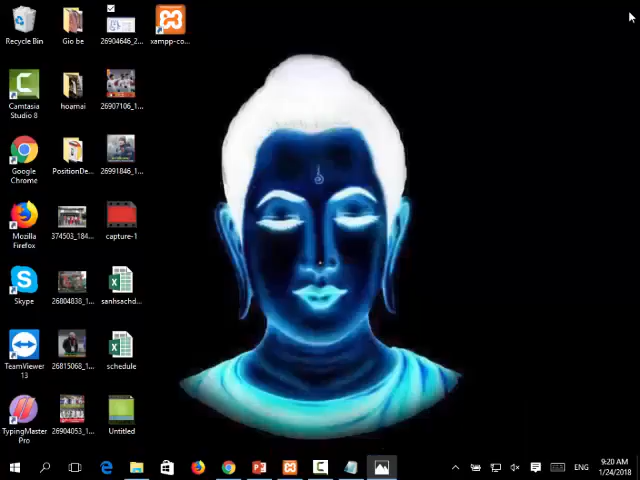 Recycle Bin
Gio be
26904646_2...
xampp-co...
Camtasia
Studio 8
hoamai
26907106_1...
Google
Chrome
PositionDe...
26991846_1...
Mozilla
Firefox
374503_184...
capture-1
Skype
26804838_1...
sanhsachd...
TeamViewer
13
26815068_1...
schedule
TypingMaster
Pro
26904053_1...
Untitled
ENG
9:20 AM
1/24/2018